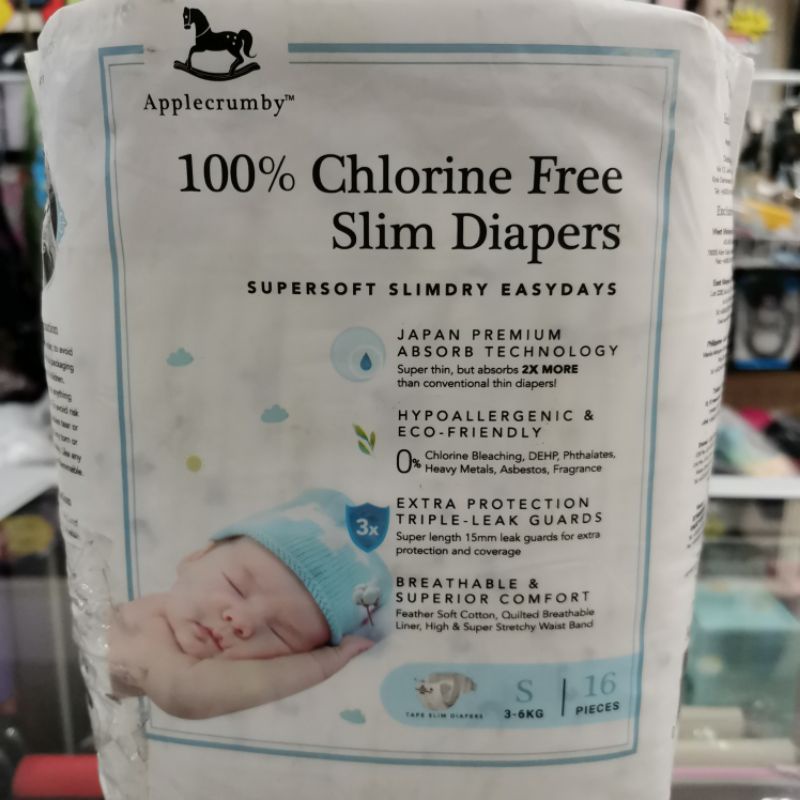 Applecrumby™
100% Chlorine Free
Slim Diapers
SUPERSOFT SLIMDRY EASYDAYS
JAPAN PREMIUM
ABSORB TECHNOLOGY
Super thin, but absorbs 2X MORE
than conventional thin diapers!
HYPOALLERGENIC &
ECO-FRIENDLY
0% Chlorine Bleaching, DEHP, Phthalates,
Heavy Metals, Asbestos, Fragrance
3x
EXTRA PROTECTION
TRIPLE-LEAK GUARDS
Super length 15mm leak guards for extra
protection and coverage
BREATHABLE &
SUPERIOR COMFORT
Feather Soft Cotton, Quilted Breathable
Liner, High & Super Stretchy Waist Band
TAPE SLIM DIAPERS
S
3-6KG
16
PIECES